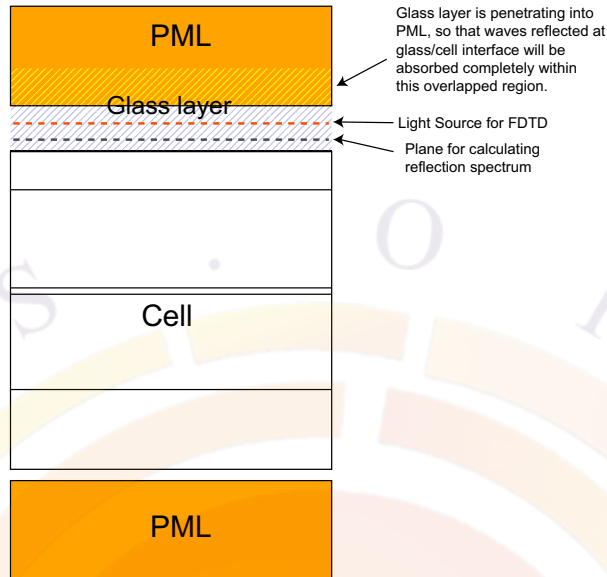 PML
Glass layer is penetrating into
PML, so that waves reflected at
glass/cell interface will be
absorbed completely within
this overlapped region.
Glass layer
Light Source for FDTD
Plane for calculating
reflection spectrum
S · O
Cell
PML